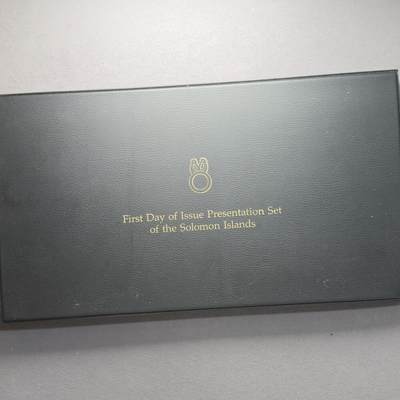 First Day of Issue Presentation Set
of the Solomon Islands